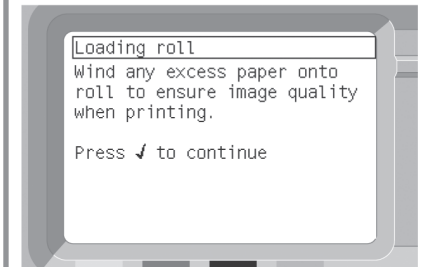 Loading roll
Wind any excess paper onto
roll to ensure image quality
when printing.
Press ✓ to continue